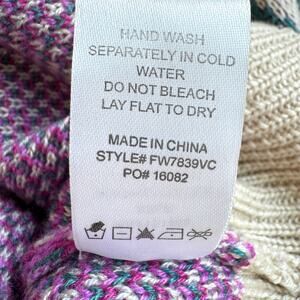 HAND WASH
SEPARATELY IN COLD
WATER
DO NOT BLEACH
LAY FLAT TO DRY
MADE IN CHINA
STYLE# FW7839VC
PO# 16082